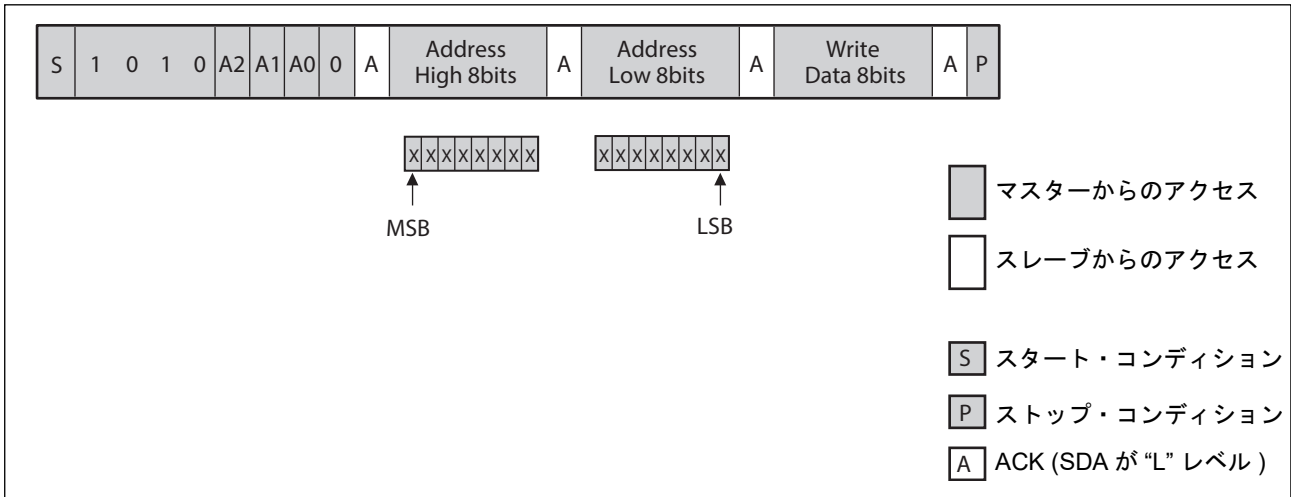 S 1 0 1 0 A2 A1 A0 0 A Address High 8bits A Address Low 8bits A Write Data 8bits A P
X X X X X X X X X X X X X X X X
MSB LSB
マスターからのアクセス
スレーブからのアクセス
S スタート・コンディション
P ストップ・コンディション
A ACK (SDA が “L” レベル )